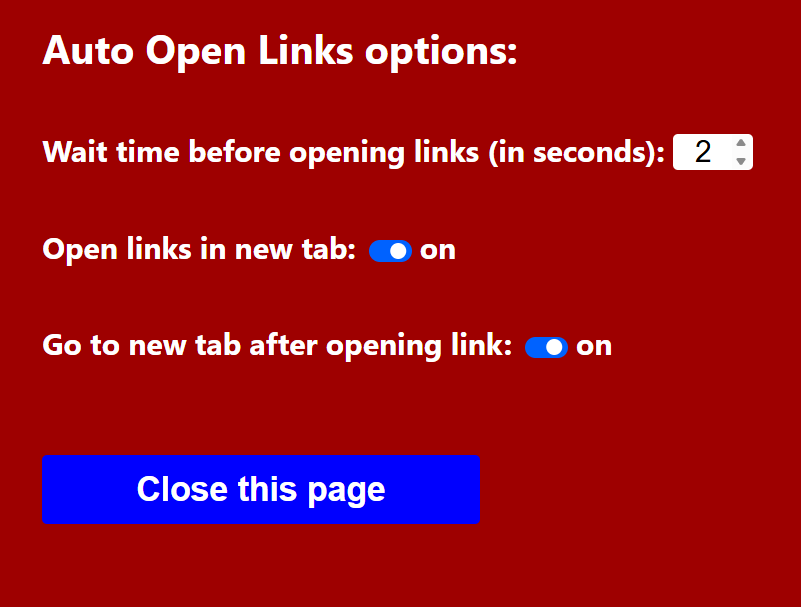 Auto Open Links options:
Wait time before opening links (in seconds): 2
Open links in new tab: on
Go to new tab after opening link: on
Close this page